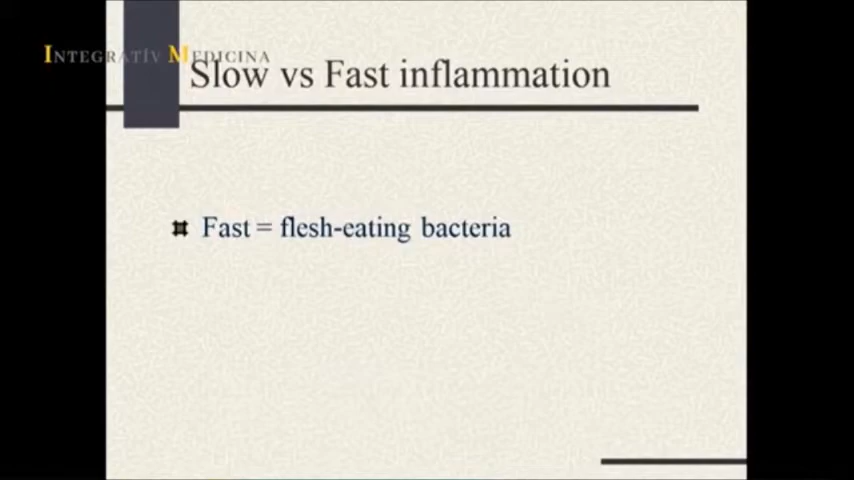 INTEGRATÍV MEDICINA
Slow vs Fast inflammation
Fast = flesh-eating bacteria